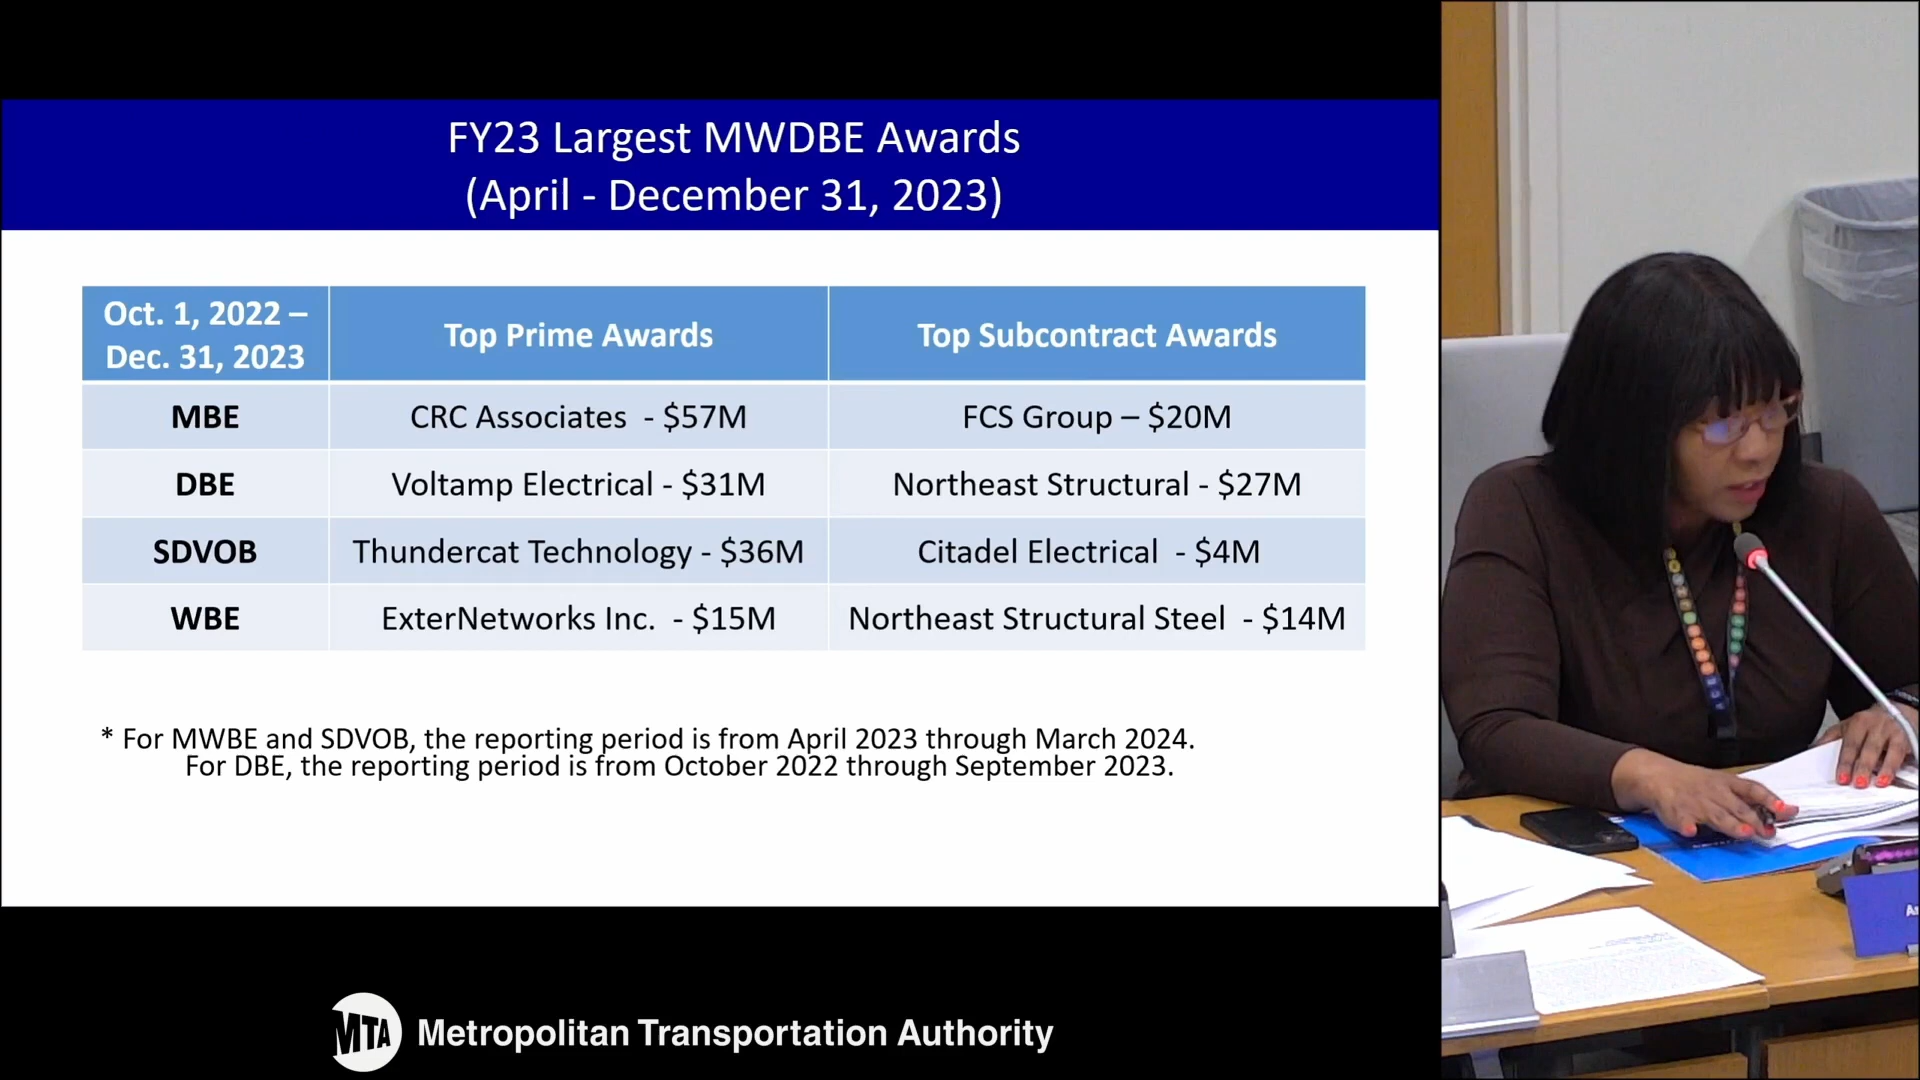 FY23 Largest MWDBE Awards
(April - December 31, 2023)
Oct. 1, 2022 –
Dec. 31, 2023
Top Prime Awards
Top Subcontract Awards
MBE
CRC Associates - $57M
FCS Group – $20M
DBE
Voltamp Electrical - $31M
Northeast Structural - $27M
SDVOB
Thundercat Technology - $36M
Citadel Electrical - $4M
WBE
ExterNetworks Inc. - $15M
Northeast Structural Steel - $14M
* For MWBE and SDVOB, the reporting period is from April 2023 through March 2024.
For DBE, the reporting period is from October 2022 through September 2023.
MTA Metropolitan Transportation Authority